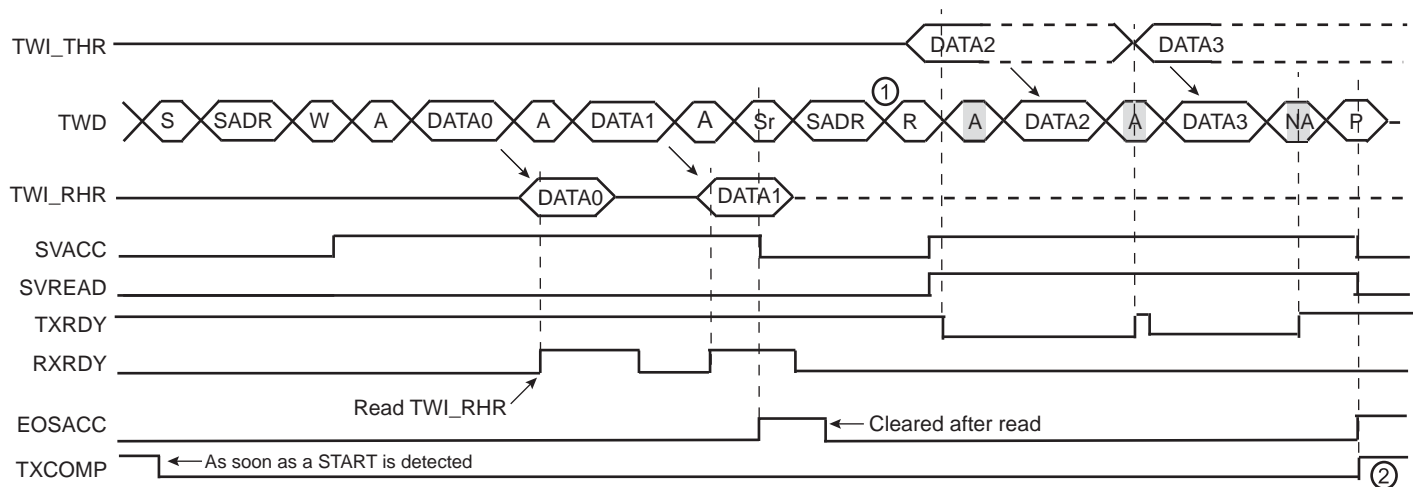 TWI_THR DATA2 DATA3
TWD S SADR W A DATA0 A DATA1 A Sr SADR 1 R A DATA2 A DATA3 NA P
TWI_RHR DATA0 DATA1
SVACC
SVREAD
TXRDY
RXRDY
Read TWI_RHR
EOSACC Cleared after read
TXCOMP As soon as a START is detected 2